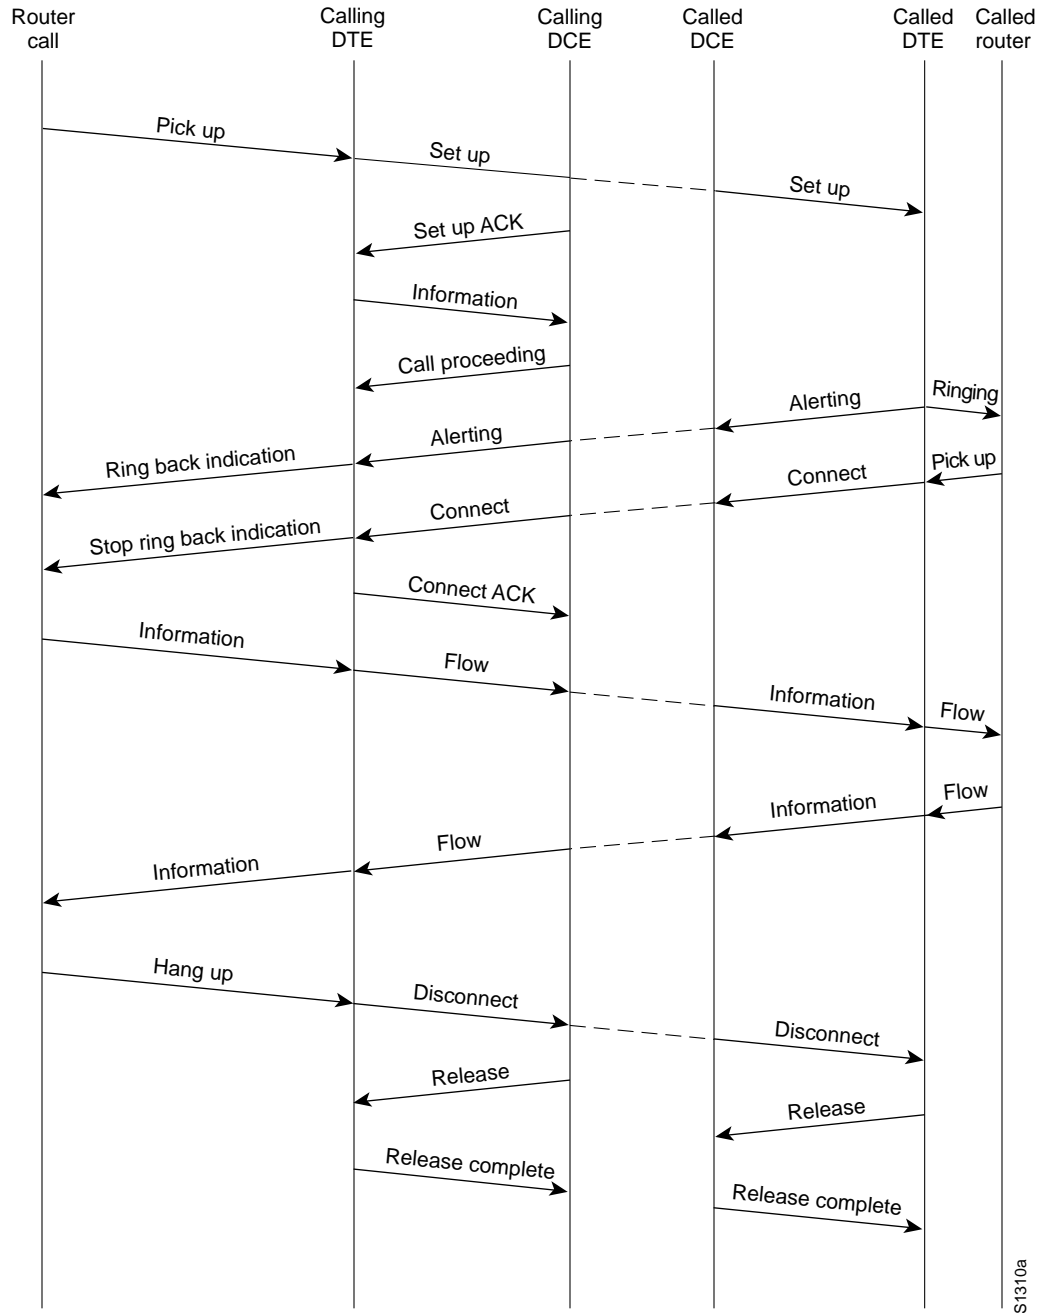 Router
call
Calling
DTE
Calling
DCE
Called
DCE
Called
DTE
Called
router
Pick up
Set up
Set up
Set up ACK
Information
Call proceeding
Ringing
Alerting
Alerting
Ring back indication
Pick up
Connect
Connect
Stop ring back indication
Connect ACK
Information
Flow
Information
Flow
Flow
Information
Flow
Information
Hang up
Disconnect
Disconnect
Release
Release
Release complete
Release complete
S1310a